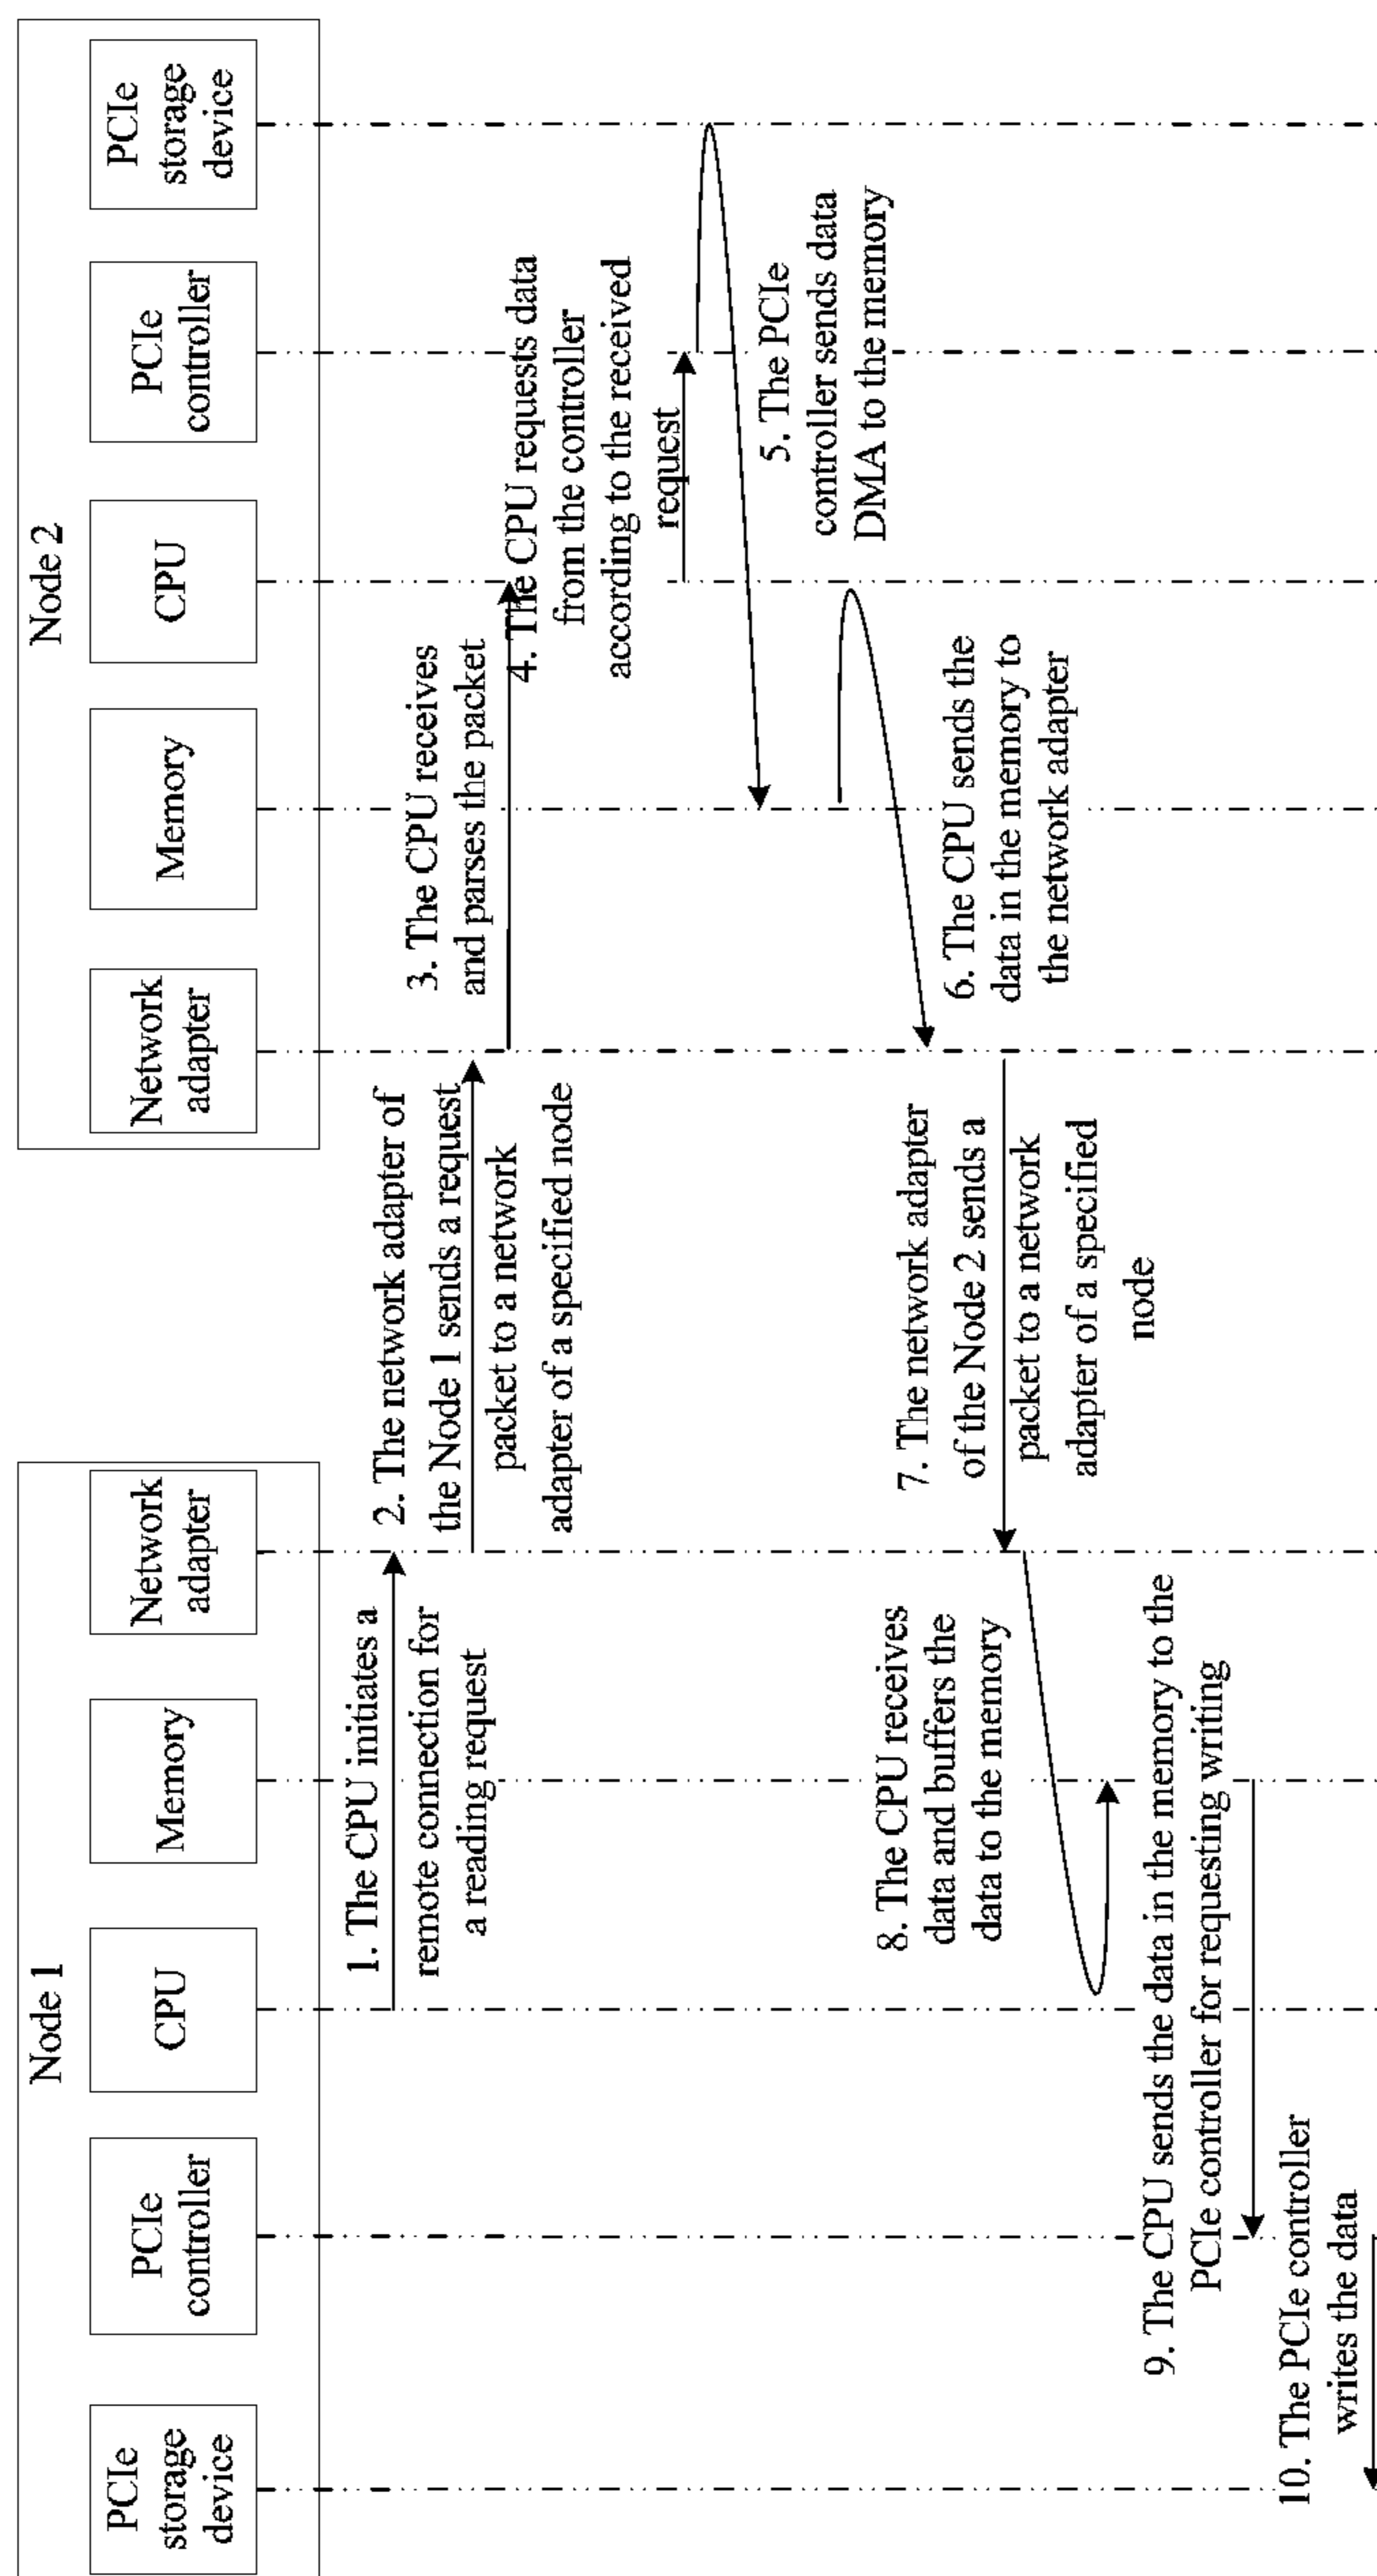 Node 1
PCIe
storage
device
PCIe
controller
CPU
Memory
Network
adapter
Node 2
Network
adapter
Memory
CPU
PCIe
controller
PCIe
storage
device
1. The CPU initiates a
remote connection for
a reading request
2. The network adapter of
the Node 1 sends a request
packet to a network
adapter of a specified node
3. The CPU receives
and parses the packet
4. The CPU requests data
from the controller
according to the received
request
5. The PCIe
controller sends data
DMA to the memory
6. The CPU sends the
data in the memory to
the network adapter
7. The network adapter
of the Node 2 sends a
packet to a network
adapter of a specified
node
8. The CPU receives
data and buffers the
data to the memory
9. The CPU sends the data in the memory to the
PCIe controller for requesting writing
10. The PCIe controller
writes the data